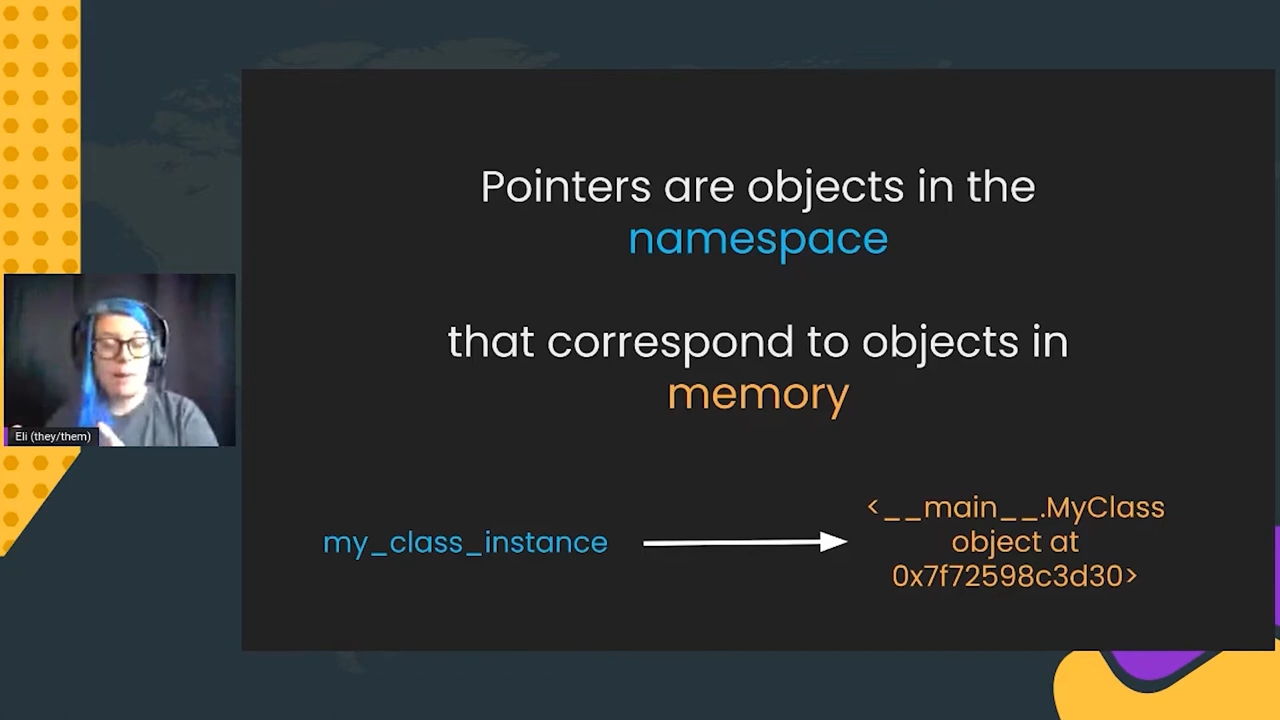 Pointers are objects in the
namespace
that correspond to objects in
memory
my_class_instance
<__main__.MyClass
object at
0x7f72598c3d30>
Eli (they/them)